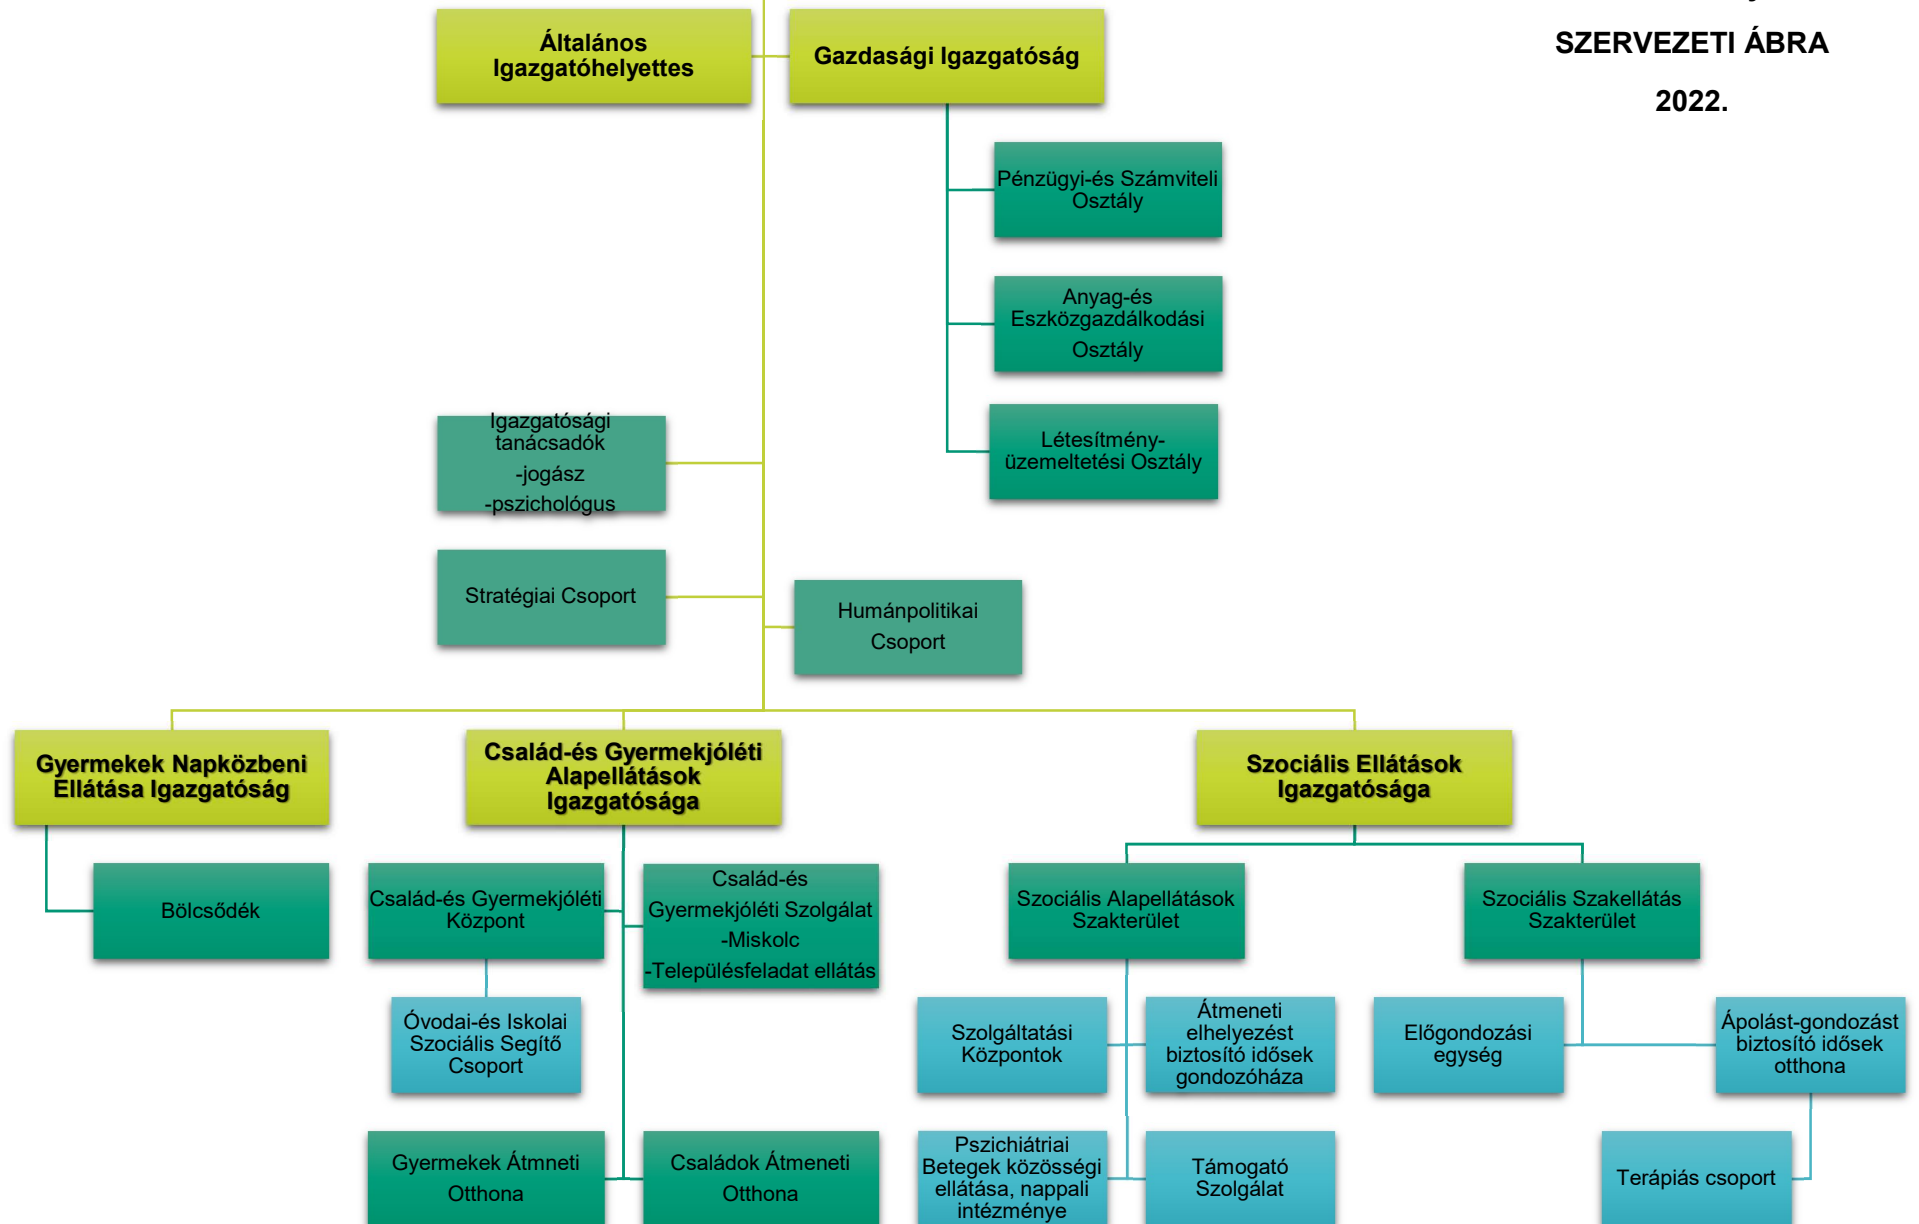 SZERVEZETI ÁBRA
2022.
Általános
Igazgatóhelyettes
Gazdasági Igazgatóság
Pénzügyi-és Számviteli
Osztály
Anyag-és
Eszközgazdálkodási
Osztály
Létesítmény-
üzemeltetési Osztály
Igazgatósági
tanácsadók
-jogász
-pszichológus
Stratégiai Csoport
Humánpolitikai
Csoport
Gyermekek Napközbeni
Ellátása Igazgatóság
Család-és Gyermekjóléti
Alapellátások
Igazgatósága
Szociális Ellátások
Igazgatósága
Bölcsődék
Család-és Gyermekjóléti
Központ
Család-és
Gyermekjóléti Szolgálat
-Miskolc
-Településfeladat ellátás
Szociális Alapellátások
Szakterület
Szociális Szakellátás
Szakterület
Óvodai-és Iskolai
Szociális Segítő
Csoport
Szolgáltatási
Központok
Átmeneti
elhelyezést
biztosító idősek
gondozóháza
Előgondozási
egység
Ápolást-gondozást
biztosító idősek
otthona
Gyermekek Átmneti
Otthona
Családok Átmeneti
Otthona
Pszichiátriai
Betegek közösségi
ellátása, nappali
intézménye
Támogató
Szolgálat
Terápiás csoport